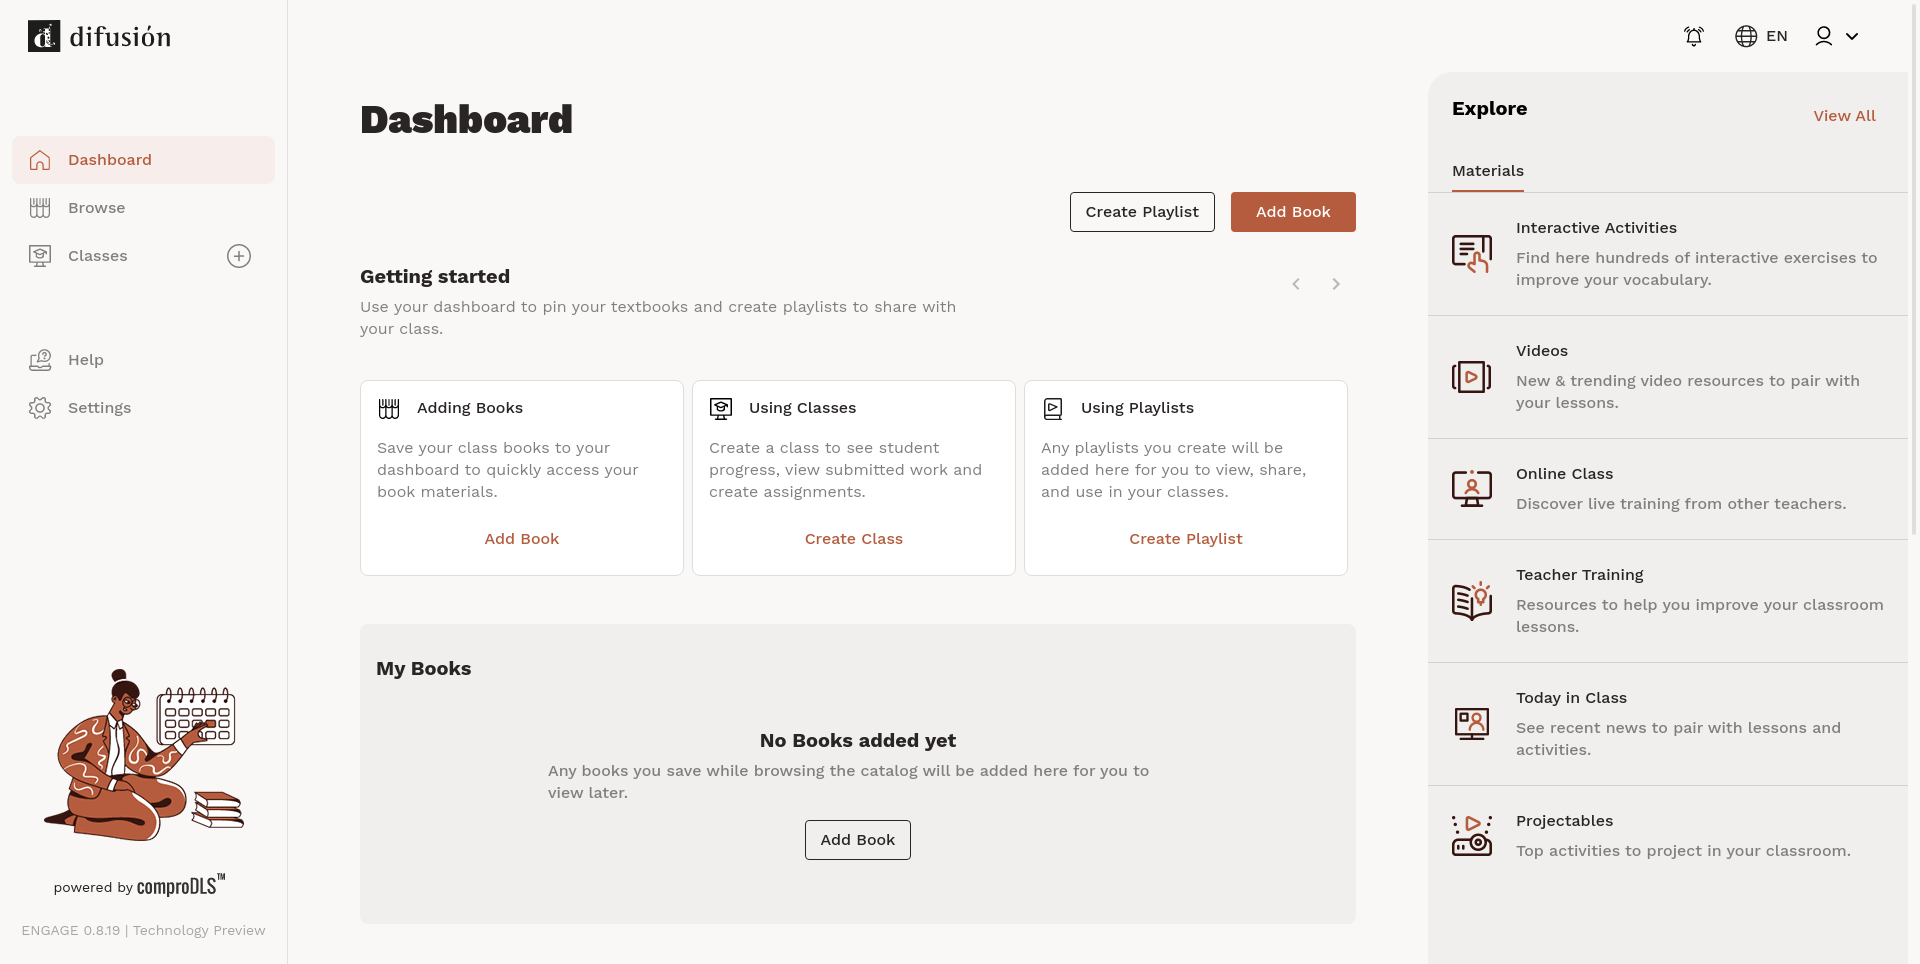 difusión
Dashboard
Browse
Classes
Help
Settings
powered by comproDLS™
ENGAGE 0.8.19 | Technology Preview
EN
Dashboard
Create Playlist
Add Book
Getting started
Use your dashboard to pin your textbooks and create playlists to share with
your class.
Adding Books
Save your class books to your
dashboard to quickly access your
book materials.
Add Book
Using Classes
Create a class to see student
progress, view submitted work and
create assignments.
Create Class
Using Playlists
Any playlists you create will be
added here for you to view, share,
and use in your classes.
Create Playlist
My Books
No Books added yet
Any books you save while browsing the catalog will be added here for you to
view later.
Add Book
Explore
View All
Materials
Interactive Activities
Find here hundreds of interactive exercises to
improve your vocabulary.
Videos
New & trending video resources to pair with
your lessons.
Online Class
Discover live training from other teachers.
Teacher Training
Resources to help you improve your classroom
lessons.
Today in Class
See recent news to pair with lessons and
activities.
Projectables
Top activities to project in your classroom.